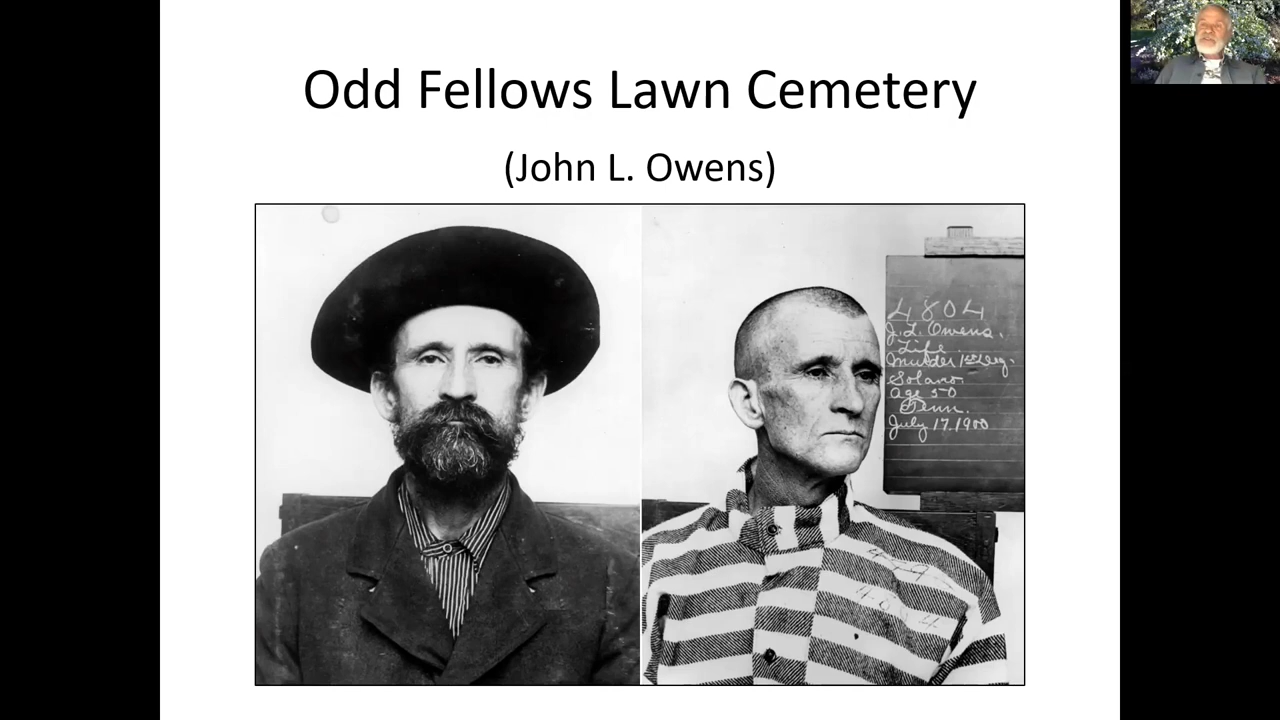 Odd Fellows Lawn Cemetery
(John L. Owens)
4804
J. L. Owens.
Life
Murder 1st Deg.
Solano.
Age 50
Tenn.
July 17. 1900